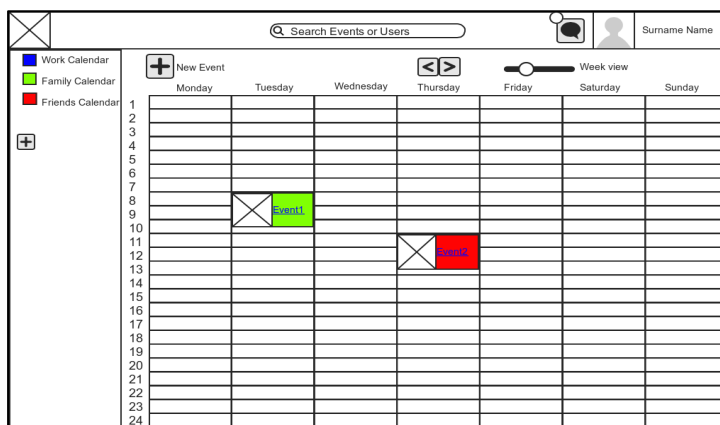 Search Events or Users
Surname Name
Work Calendar
Family Calendar
Friends Calendar
New Event
< >
Week view
Monday Tuesday Wednesday Thursday Friday Saturday Sunday
1
2
3
4
5
6
7
8
Event1
9
10
11
12
Event2
13
14
15
16
17
18
19
20
21
22
23
24